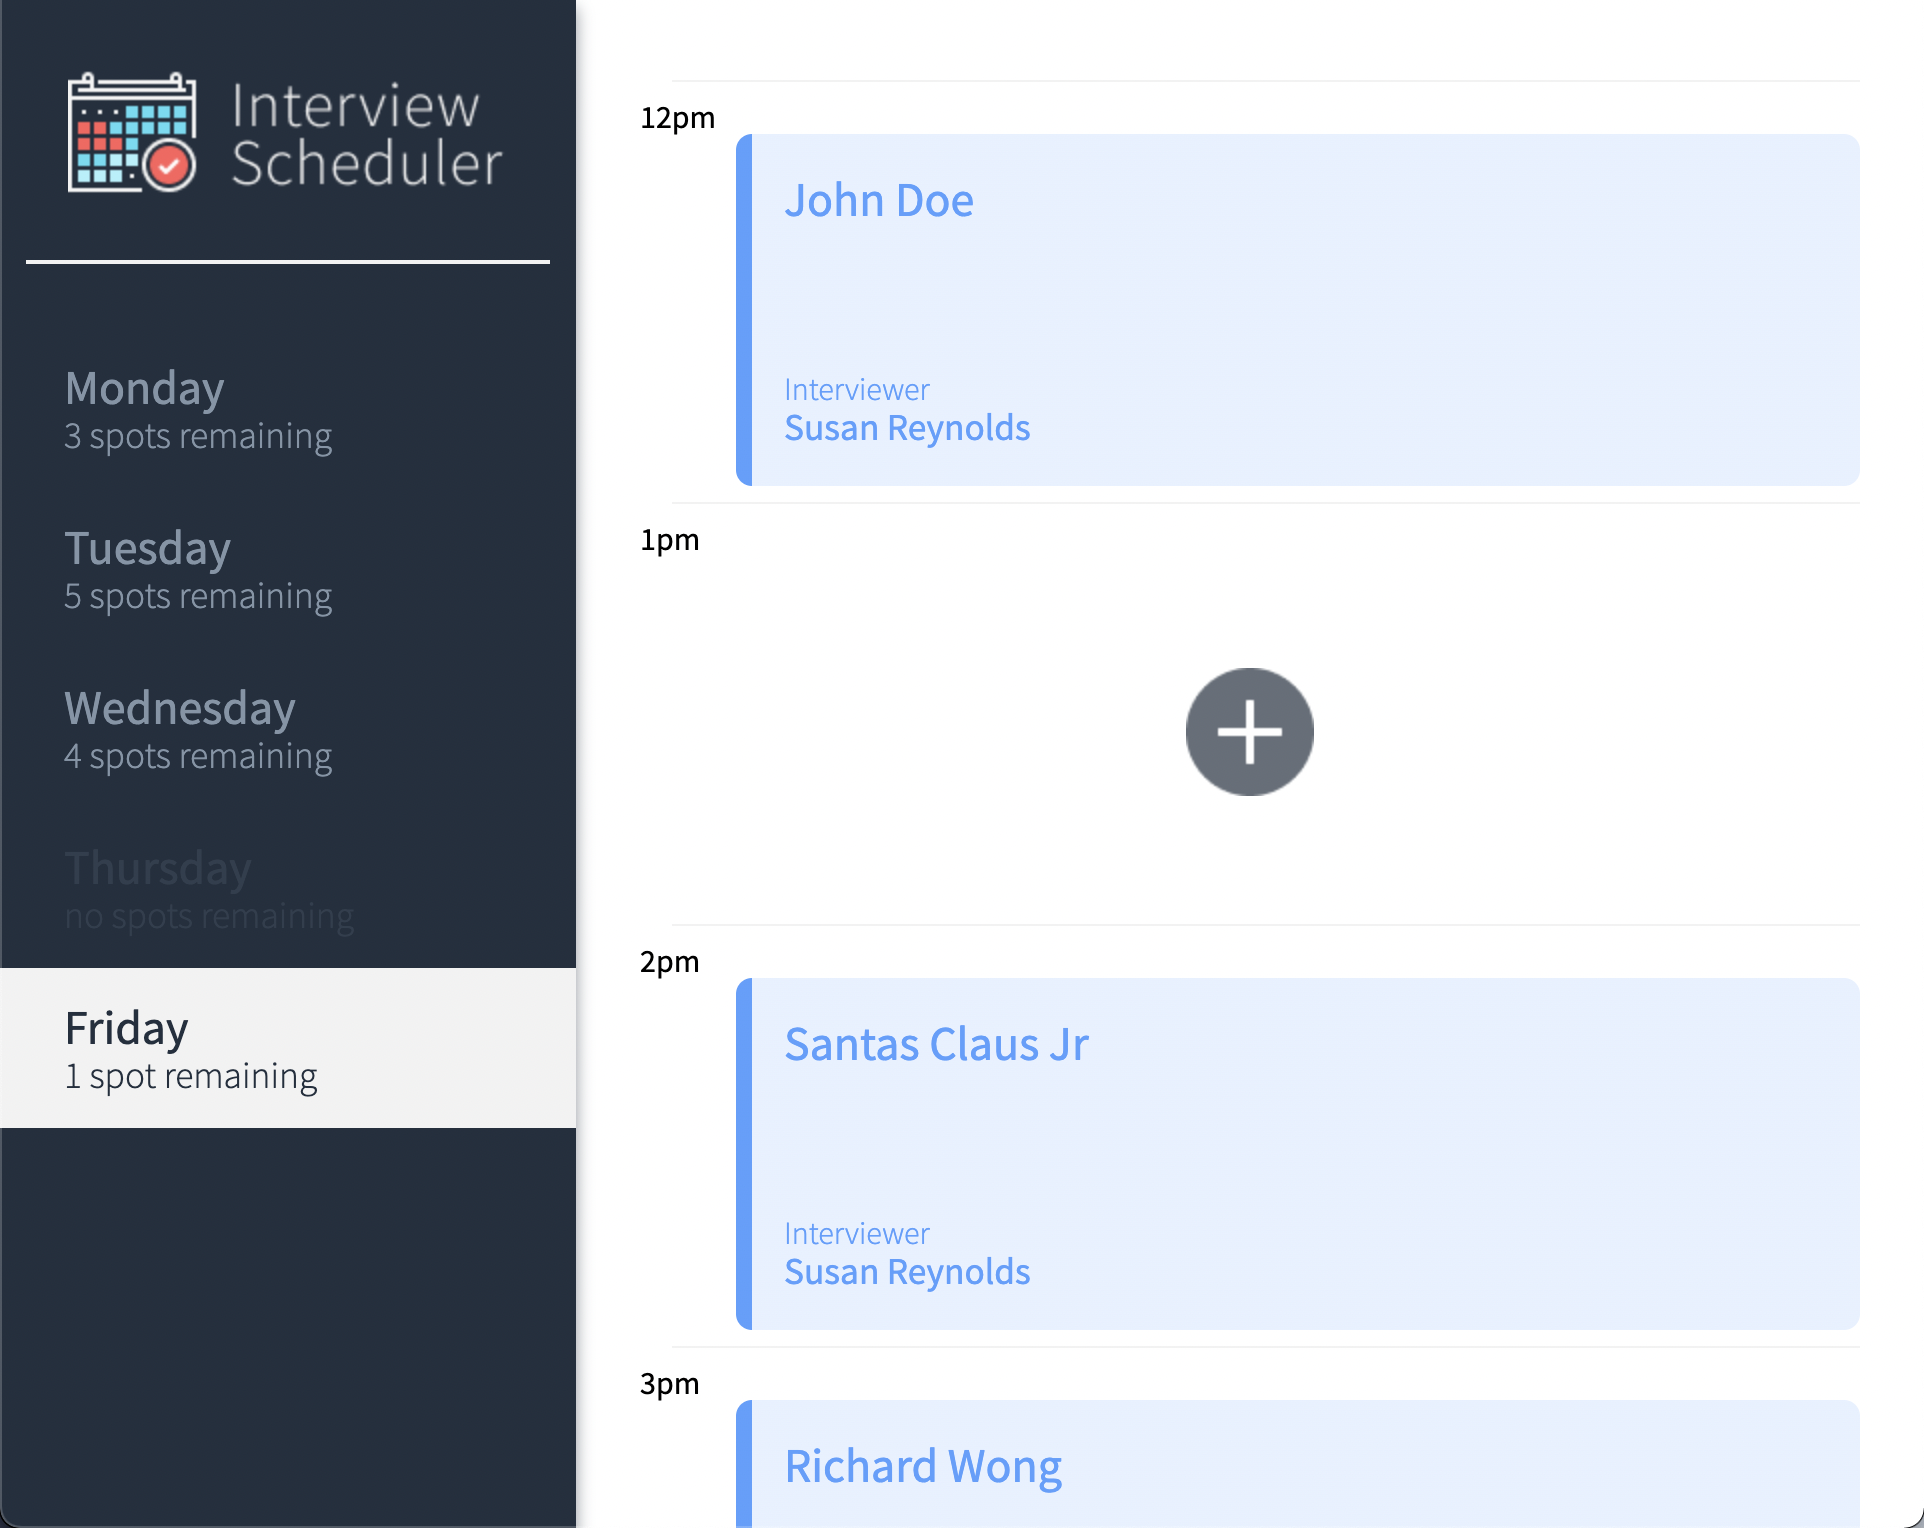 Interview
Scheduler
Monday
3 spots remaining
Tuesday
5 spots remaining
Wednesday
4 spots remaining
Thursday
no spots remaining
Friday
1 spot remaining
12pm
John Doe
Interviewer
Susan Reynolds
1pm
2pm
Santas Claus Jr
Interviewer
Susan Reynolds
3pm
Richard Wong